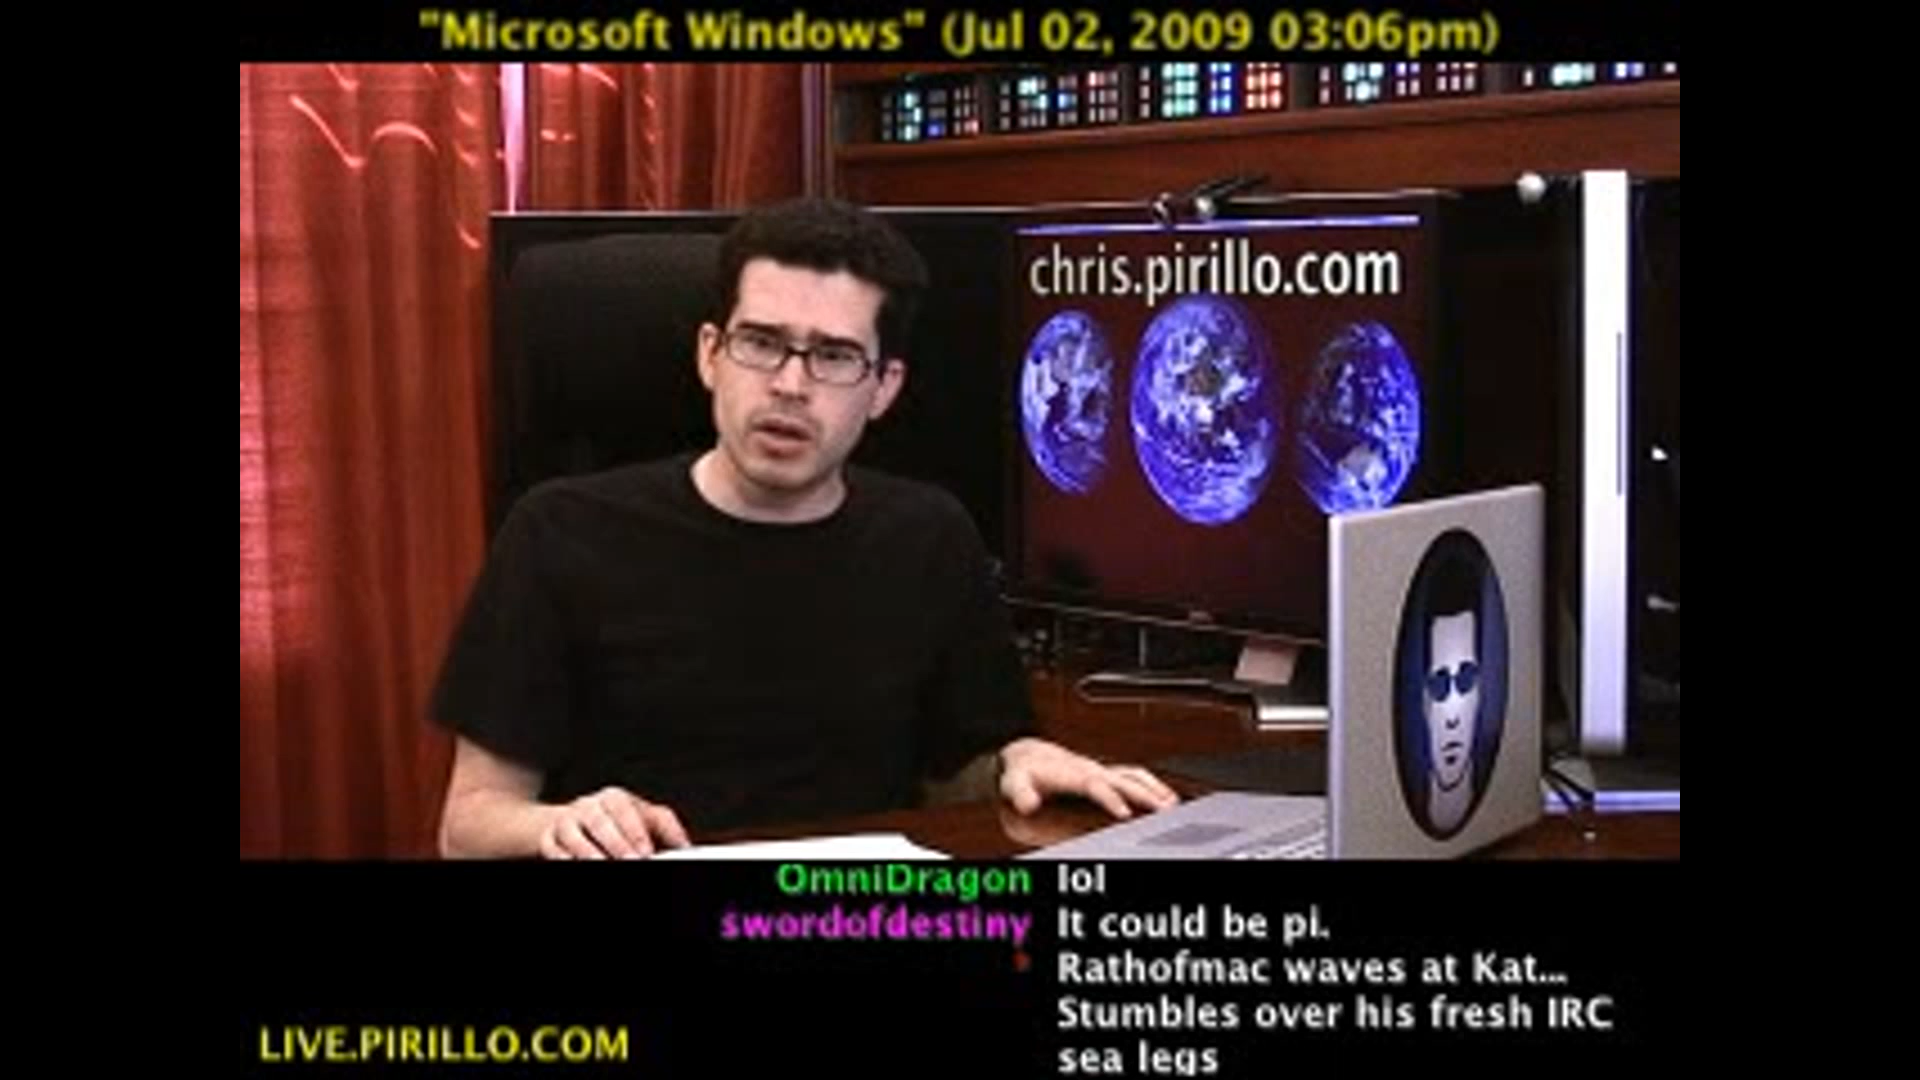 "Microsoft Windows" (Jul 02, 2009 03:06pm)
chris.pirillo.com
OmniDragon lol
swordofdestiny It could be pi.
* Rathofmac waves at Kat...
Stumbles over his fresh IRC
sea legs
LIVE.PIRILLO.COM